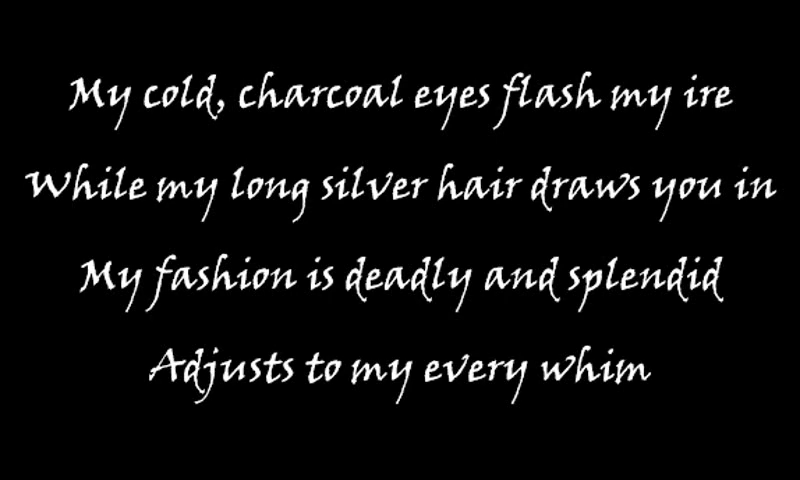 My cold, charcoal eyes flash my ire
While my long silver hair draws you in
My fashion is deadly and splendid
Adjusts to my every whim